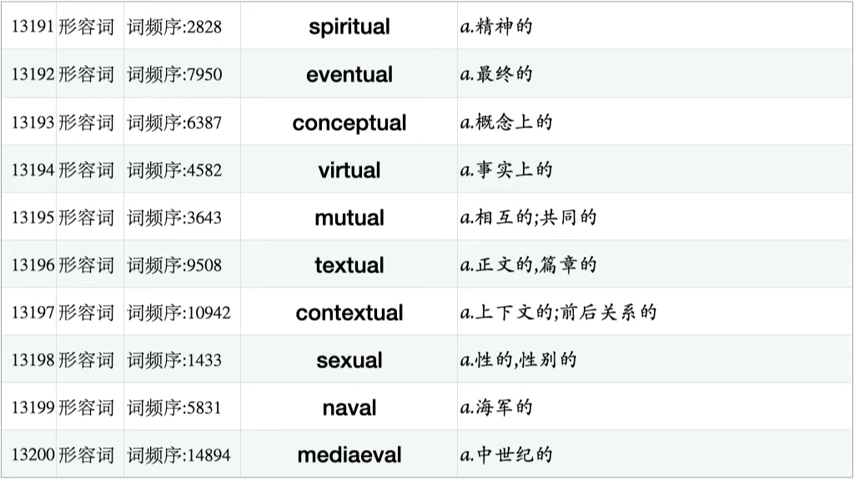 13191 形容词 词频序:2828 spiritual a.精神的
13192 形容词 词频序:7950 eventual a.最终的
13193 形容词 词频序:6387 conceptual a.概念上的
13194 形容词 词频序:4582 virtual a.事实上的
13195 形容词 词频序:3643 mutual a.相互的;共同的
13196 形容词 词频序:9508 textual a.正文的,篇章的
13197 形容词 词频序:10942 contextual a.上下文的;前后关系的
13198 形容词 词频序:1433 sexual a.性的,性别的
13199 形容词 词频序:5831 naval a.海军的
13200 形容词 词频序:14894 mediaeval a.中世纪的